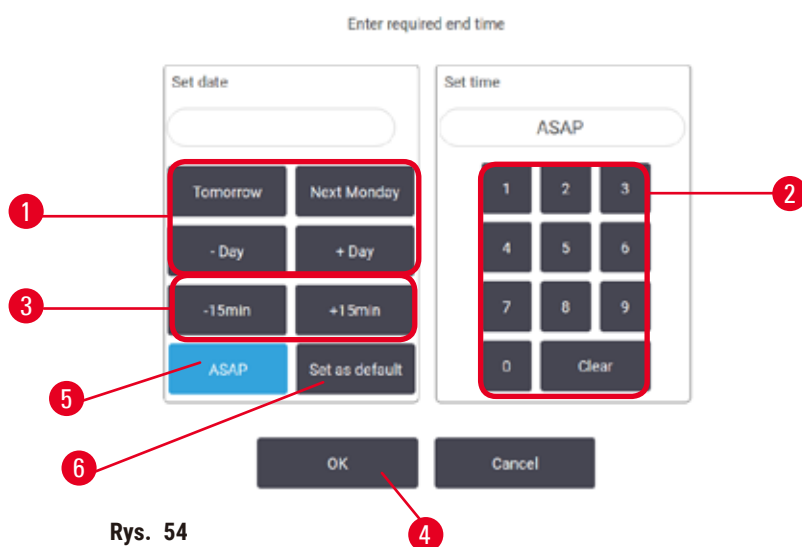 Enter required end time
Set date
Set time
ASAP
Tomorrow
Next Monday
- Day
+ Day
-15min
+15min
ASAP
Set as default
1
2
3
4
5
6
7
8
9
0
Clear
OK
Cancel
1
2
3
5
6
4
Rys. 54